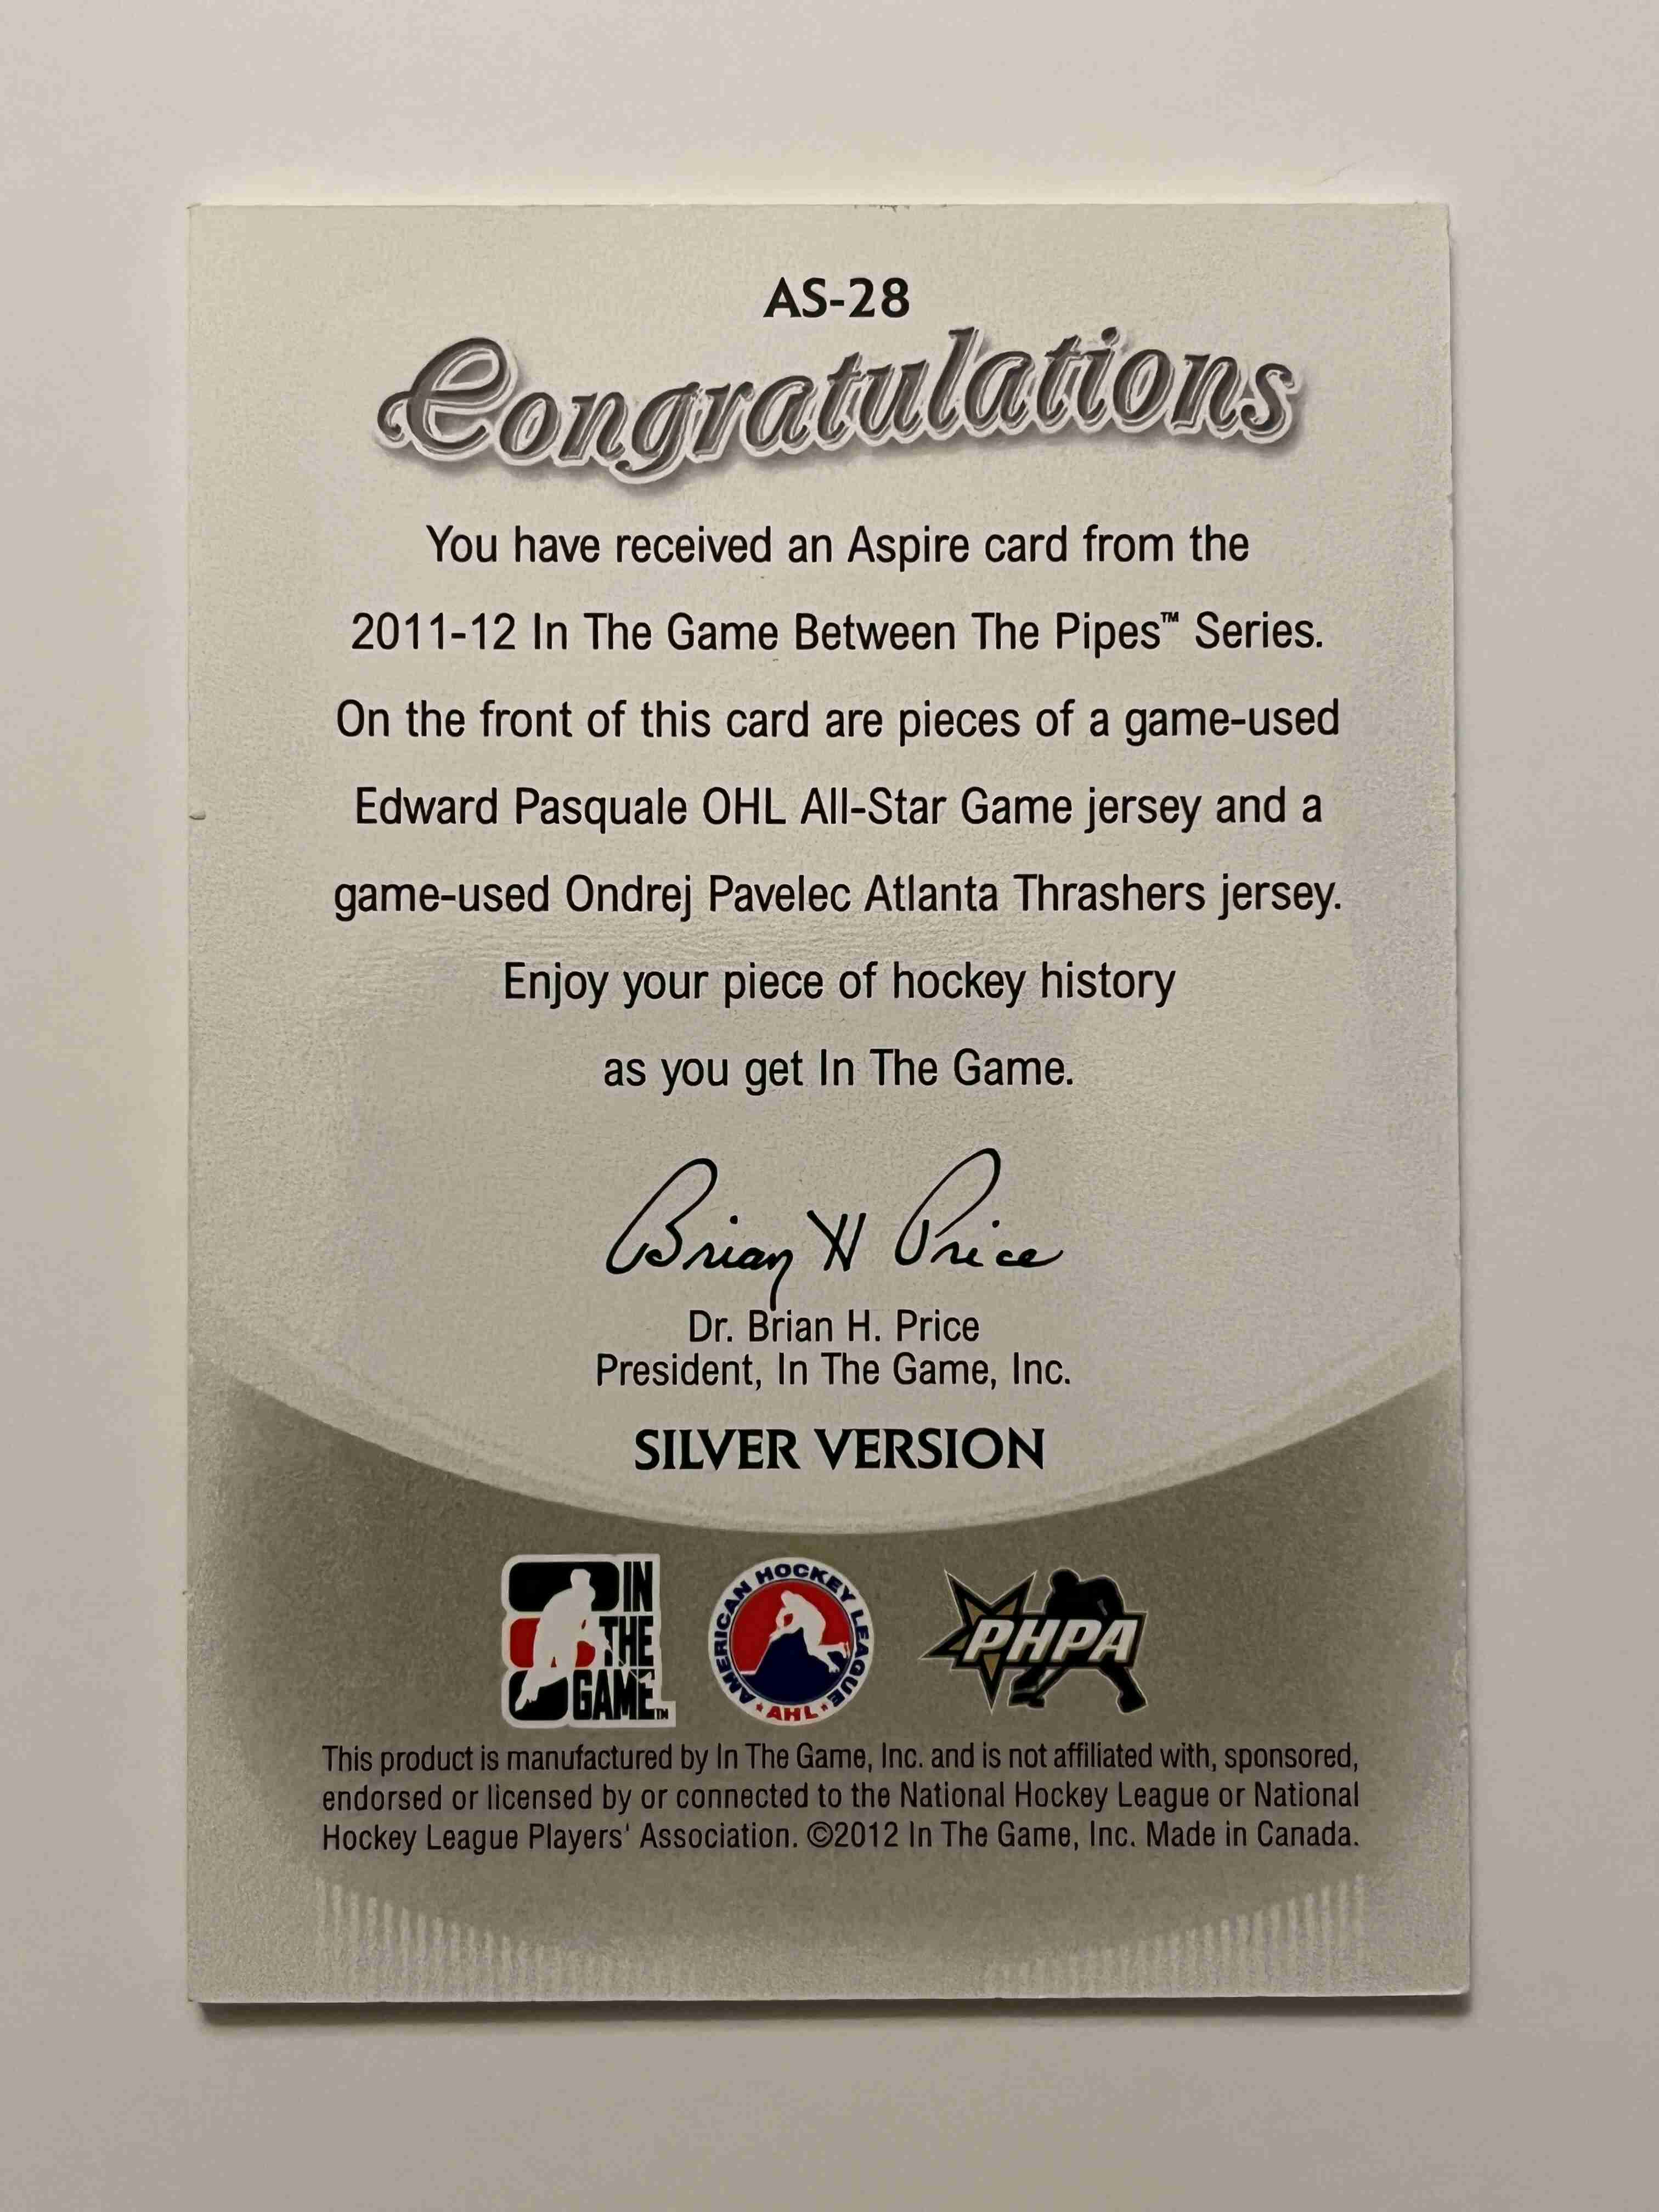 AS-28
Congratulations
You have received an Aspire card from the
2011-12 In The Game Between The Pipes™ Series.
On the front of this card are pieces of a game-used
Edward Pasquale OHL All-Star Game jersey and a
game-used Ondrej Pavelec Atlanta Thrashers jersey.
Enjoy your piece of hockey history
as you get In The Game.
Brian H Price
Dr. Brian H. Price
President, In The Game, Inc.
SILVER VERSION
IN
THE
GAME™
AMERICAN HOCKEY LEAGUE
AHL
PHPA
This product is manufactured by In The Game, Inc. and is not affiliated with, sponsored,
endorsed or licensed by or connected to the National Hockey League or National
Hockey League Players' Association. ©2012 In The Game, Inc. Made in Canada.